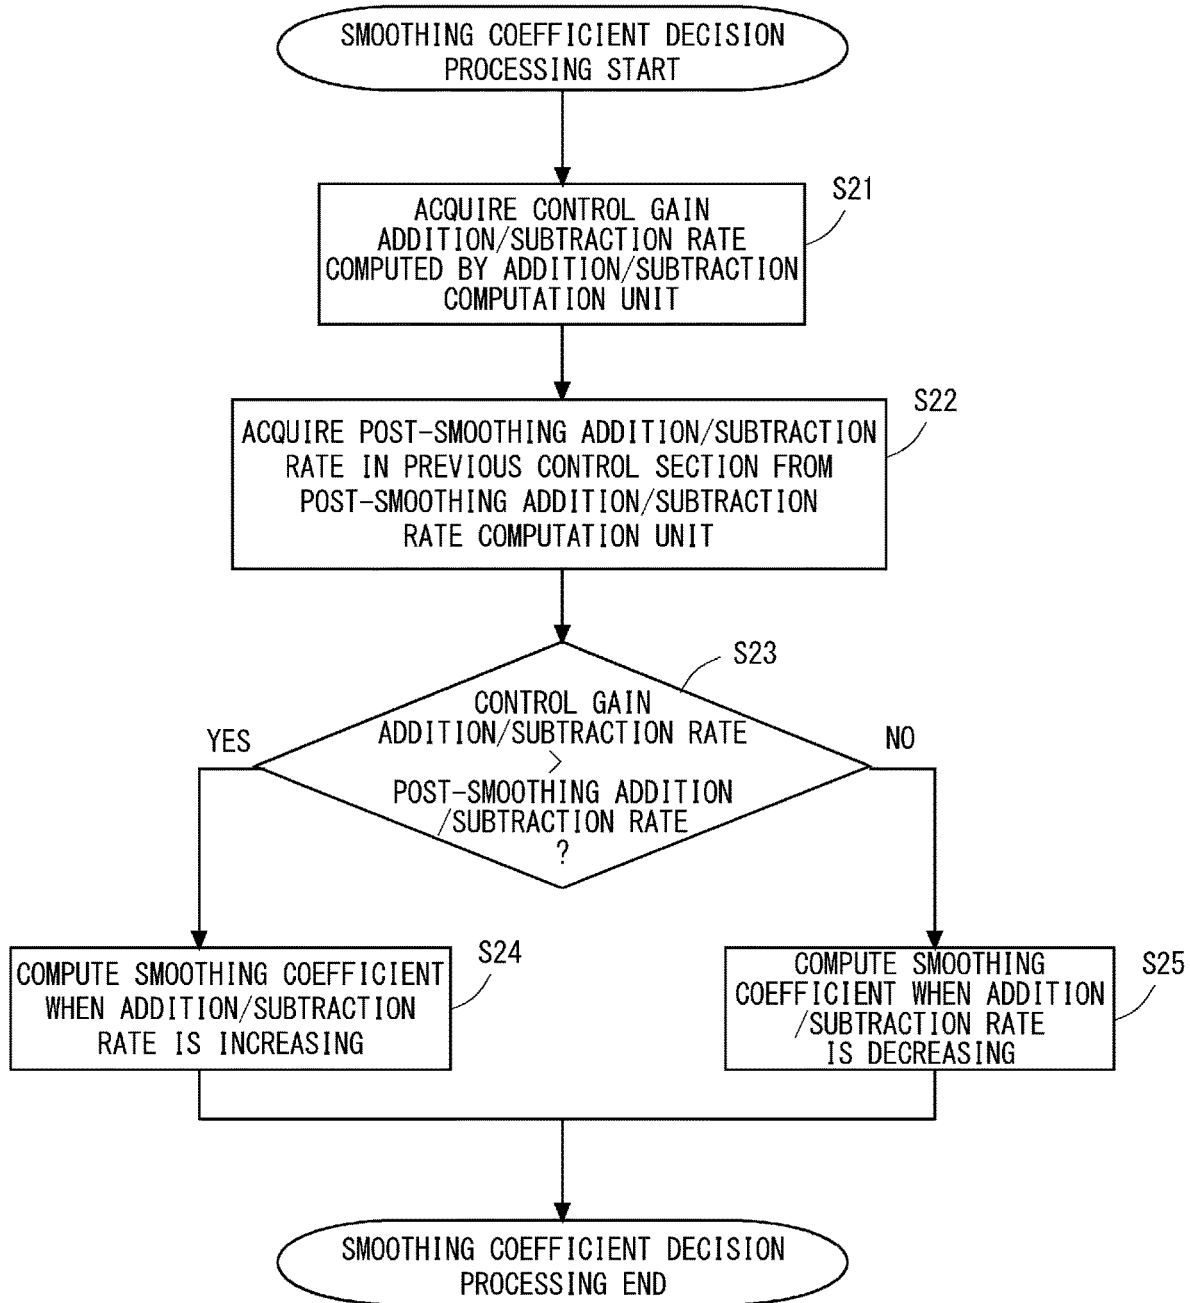 SMOOTHING COEFFICIENT DECISION
PROCESSING START
S21
ACQUIRE CONTROL GAIN
ADDITION/SUBTRACTION RATE
COMPUTED BY ADDITION/SUBTRACTION
COMPUTATION UNIT
S22
ACQUIRE POST-SMOOTHING ADDITION/SUBTRACTION
RATE IN PREVIOUS CONTROL SECTION FROM
POST-SMOOTHING ADDITION/SUBTRACTION
RATE COMPUTATION UNIT
S23
CONTROL GAIN
ADDITION/SUBTRACTION RATE
>
POST-SMOOTHING ADDITION
/SUBTRACTION RATE
?
YES
NO
S24
COMPUTE SMOOTHING COEFFICIENT
WHEN ADDITION/SUBTRACTION
RATE IS INCREASING
S25
COMPUTE SMOOTHING
COEFFICIENT WHEN ADDITION
/SUBTRACTION RATE
IS DECREASING
SMOOTHING COEFFICIENT DECISION
PROCESSING END